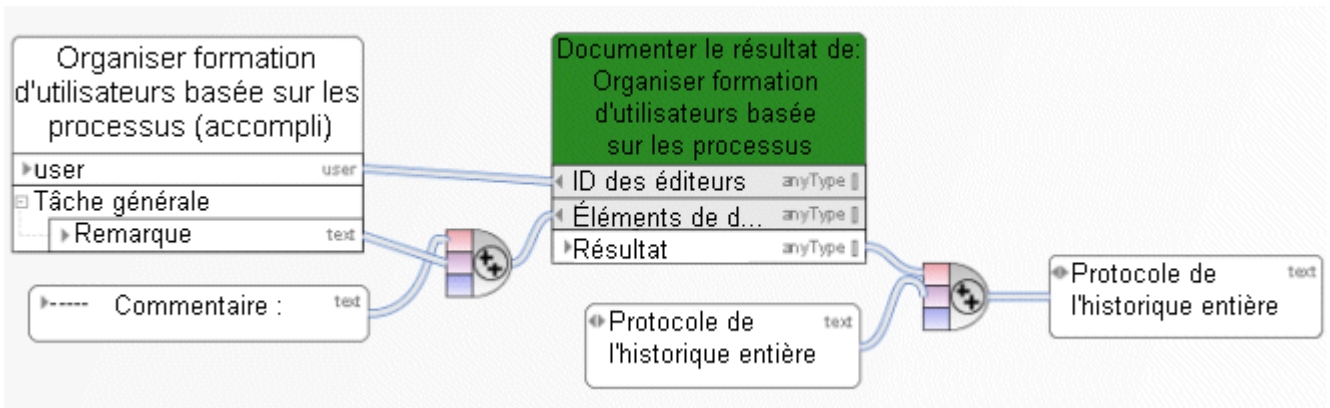 Organiser formation
d'utilisateurs basée sur les
processus (accompli)
user user
Tâche générale
Remarque text
----- Commentaire : text
Documenter le résultat de:
Organiser formation
d'utilisateurs basée
sur les processus
ID des éditeurs anyType []
Éléments de d... anyType []
Résultat anyType []
Protocole de text
l'historique entière
Protocole de text
l'historique entière